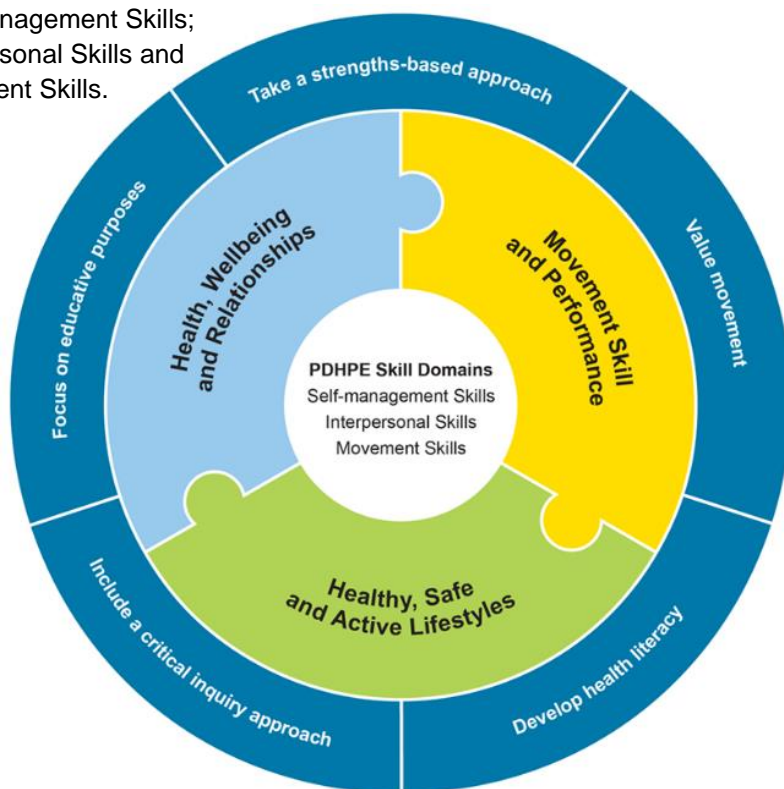 nagement Skills;
sonal Skills and
ent Skills.
Take a strengths-based approach
Focus on educative purposes
Value movement
Health, Wellbeing
and Relationships
Movement Skill
and Performance
PDHPE Skill Domains
Self-management Skills
Interpersonal Skills
Movement Skills
Healthy, Safe
and Active Lifestyles
Include a critical inquiry approach
Develop health literacy